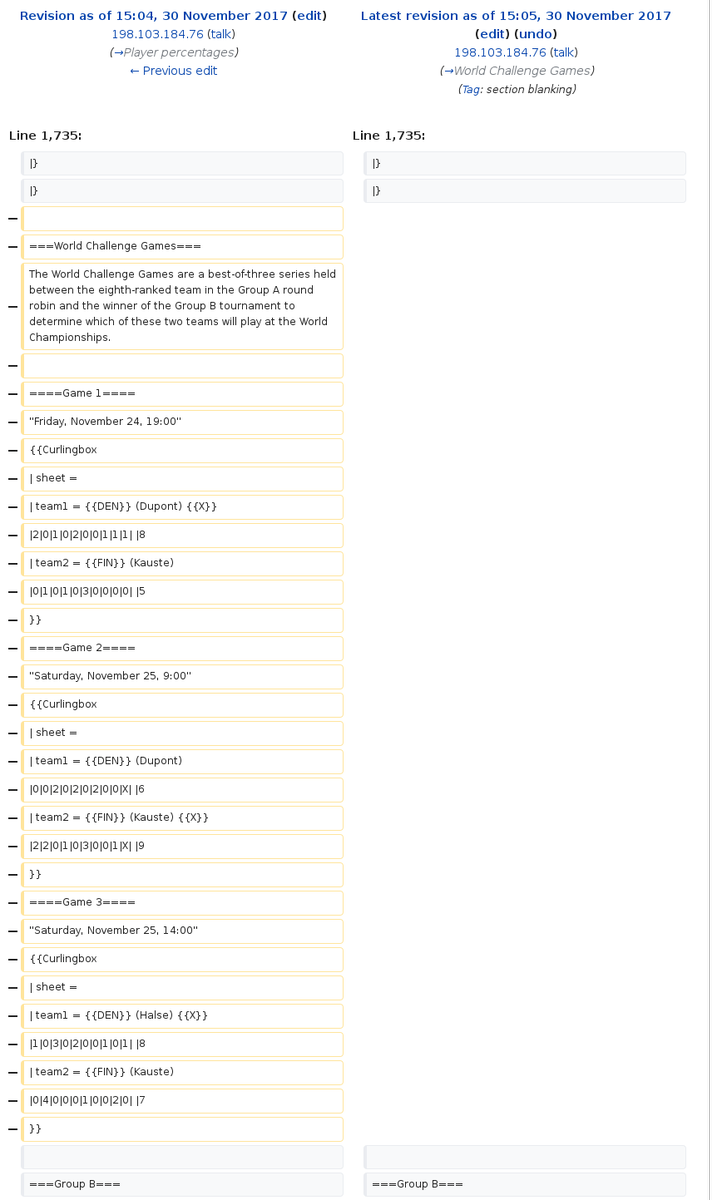 Revision as of 15:04, 30 November 2017 (edit)
198.103.184.76 (talk)
(→Player percentages)
← Previous edit
Latest revision as of 15:05, 30 November 2017
(edit) (undo)
198.103.184.76 (talk)
(→World Challenge Games)
(Tag: section blanking)
Line 1,735:
Line 1,735:
|}
|}
|}
|}
−
− ===World Challenge Games===
The World Challenge Games are a best-of-three series held
between the eighth-ranked team in the Group A round
− robin and the winner of the Group B tournament to
determine which of these two teams will play at the World
Championships.
−
− ====Game 1====
− ''Friday, November 24, 19:00''
− {{Curlingbox
− | sheet =
− | team1 = {{DEN}} (Dupont) {{X}}
− |2|0|1|0|2|0|0|1|1|1| |8
− | team2 = {{FIN}} (Kauste)
− |0|1|0|1|0|3|0|0|0|0| |5
− }}
− ====Game 2====
− ''Saturday, November 25, 9:00''
− {{Curlingbox
− | sheet =
− | team1 = {{DEN}} (Dupont)
− |0|0|2|0|2|0|2|0|0|X| |6
− | team2 = {{FIN}} (Kauste) {{X}}
− |2|2|0|1|0|3|0|0|1|X| |9
− }}
− ====Game 3====
− ''Saturday, November 25, 14:00''
− {{Curlingbox
− | sheet =
− | team1 = {{DEN}} (Halse) {{X}}
− |1|0|3|0|2|0|0|1|0|1| |8
− | team2 = {{FIN}} (Kauste)
− |0|4|0|0|0|1|0|0|2|0| |7
− }}
===Group B===
===Group B===